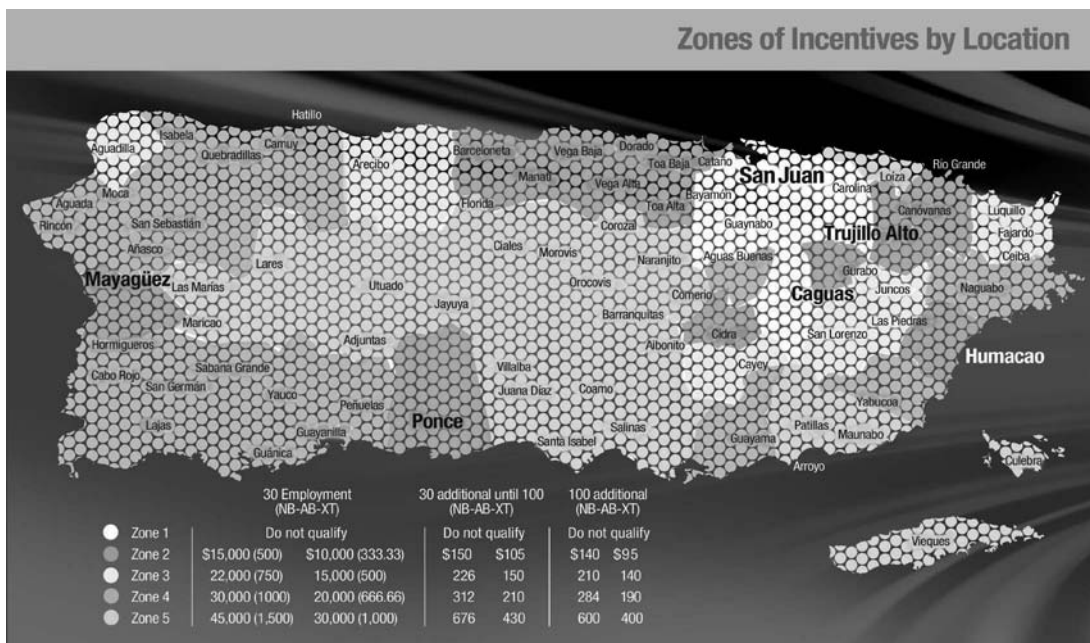 Zones of Incentives by Location
Hatillo
Isabela
Camuy
Aguadilla
Quebradillas
Arecibo
Barceloneta
Vega Baja
Dorado
Toa Baja
Cataño
San Juan
Río Grande
Manatí
Loíza
Moca
Vega Alta
Bayamón
Carolina
Aguada
Florida
Toa Alta
Canóvanas
Luquillo
Rincón
San Sebastián
Corozal
Guaynabo
Trujillo Alto
Fajardo
Añasco
Ciales
Morovis
Naranjito
Aguas Buenas
Ceiba
Lares
Gurabo
Mayagüez
Las Marías
Utuado
Orocovis
Comerío
Caguas
Juncos
Naguabo
Jayuya
Barranquitas
Maricao
Cidra
San Lorenzo
Las Piedras
Hormigueros
Adjuntas
Aibonito
Humacao
Cabo Rojo
Sabana Grande
Villalba
Cayey
San Germán
Yauco
Peñuelas
Juana Díaz
Coamo
Yabucoa
Lajas
Guayanilla
Ponce
Salinas
Patillas
Guánica
Santa Isabel
Guayama
Maunabo
Arroyo
Culebra
Vieques
30 Employment 30 additional until 100 100 additional
(NB-AB-XT) (NB-AB-XT) (NB-AB-XT)
Zone 1 Do not qualify Do not qualify Do not qualify
Zone 2 $15,000 (500) $10,000 (333.33) $150 $105 $140 $95
Zone 3 22,000 (750) 15,000 (500) 226 150 210 140
Zone 4 30,000 (1000) 20,000 (666.66) 312 210 284 190
Zone 5 45,000 (1,500) 30,000 (1,000) 676 430 600 400